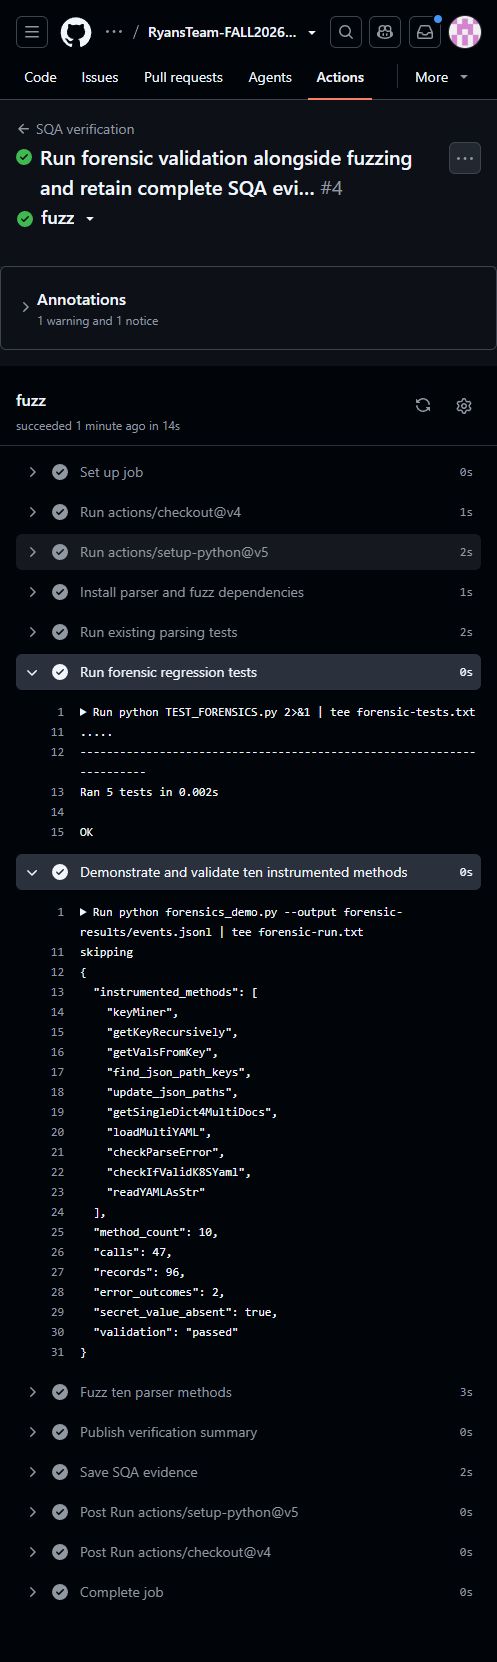 ··· / RyansTeam-FALL2026...
Code Issues Pull requests Agents Actions More
← SQA verification
Run forensic validation alongside fuzzing
and retain complete SQA evi... #4
fuzz
Annotations
1 warning and 1 notice
fuzz
succeeded 1 minute ago in 14s
Set up job 0s
Run actions/checkout@v4 1s
Run actions/setup-python@v5 2s
Install parser and fuzz dependencies 1s
Run existing parsing tests 2s
Run forensic regression tests 0s
1 ▶ Run python TEST_FORENSICS.py 2>&1 | tee forensic-tests.txt
11 .....
12 -----------------------------------------------------------
----------
13 Ran 5 tests in 0.002s
14
15 OK
Demonstrate and validate ten instrumented methods 0s
1 ▶ Run python forensics_demo.py --output forensic-
results/events.jsonl | tee forensic-run.txt
11 skipping
12 {
13 "instrumented_methods": [
14 "keyMiner",
15 "getKeyRecursively",
16 "getValsFromKey",
17 "find_json_path_keys",
18 "update_json_paths",
19 "getSingleDict4MultiDocs",
20 "loadMultiYAML",
21 "checkParseError",
22 "checkIfValidK8SYaml",
23 "readYAMLAsStr"
24 ],
25 "method_count": 10,
26 "calls": 47,
27 "records": 96,
28 "error_outcomes": 2,
29 "secret_value_absent": true,
30 "validation": "passed"
31 }
Fuzz ten parser methods 3s
Publish verification summary 0s
Save SQA evidence 2s
Post Run actions/setup-python@v5 0s
Post Run actions/checkout@v4 0s
Complete job 0s